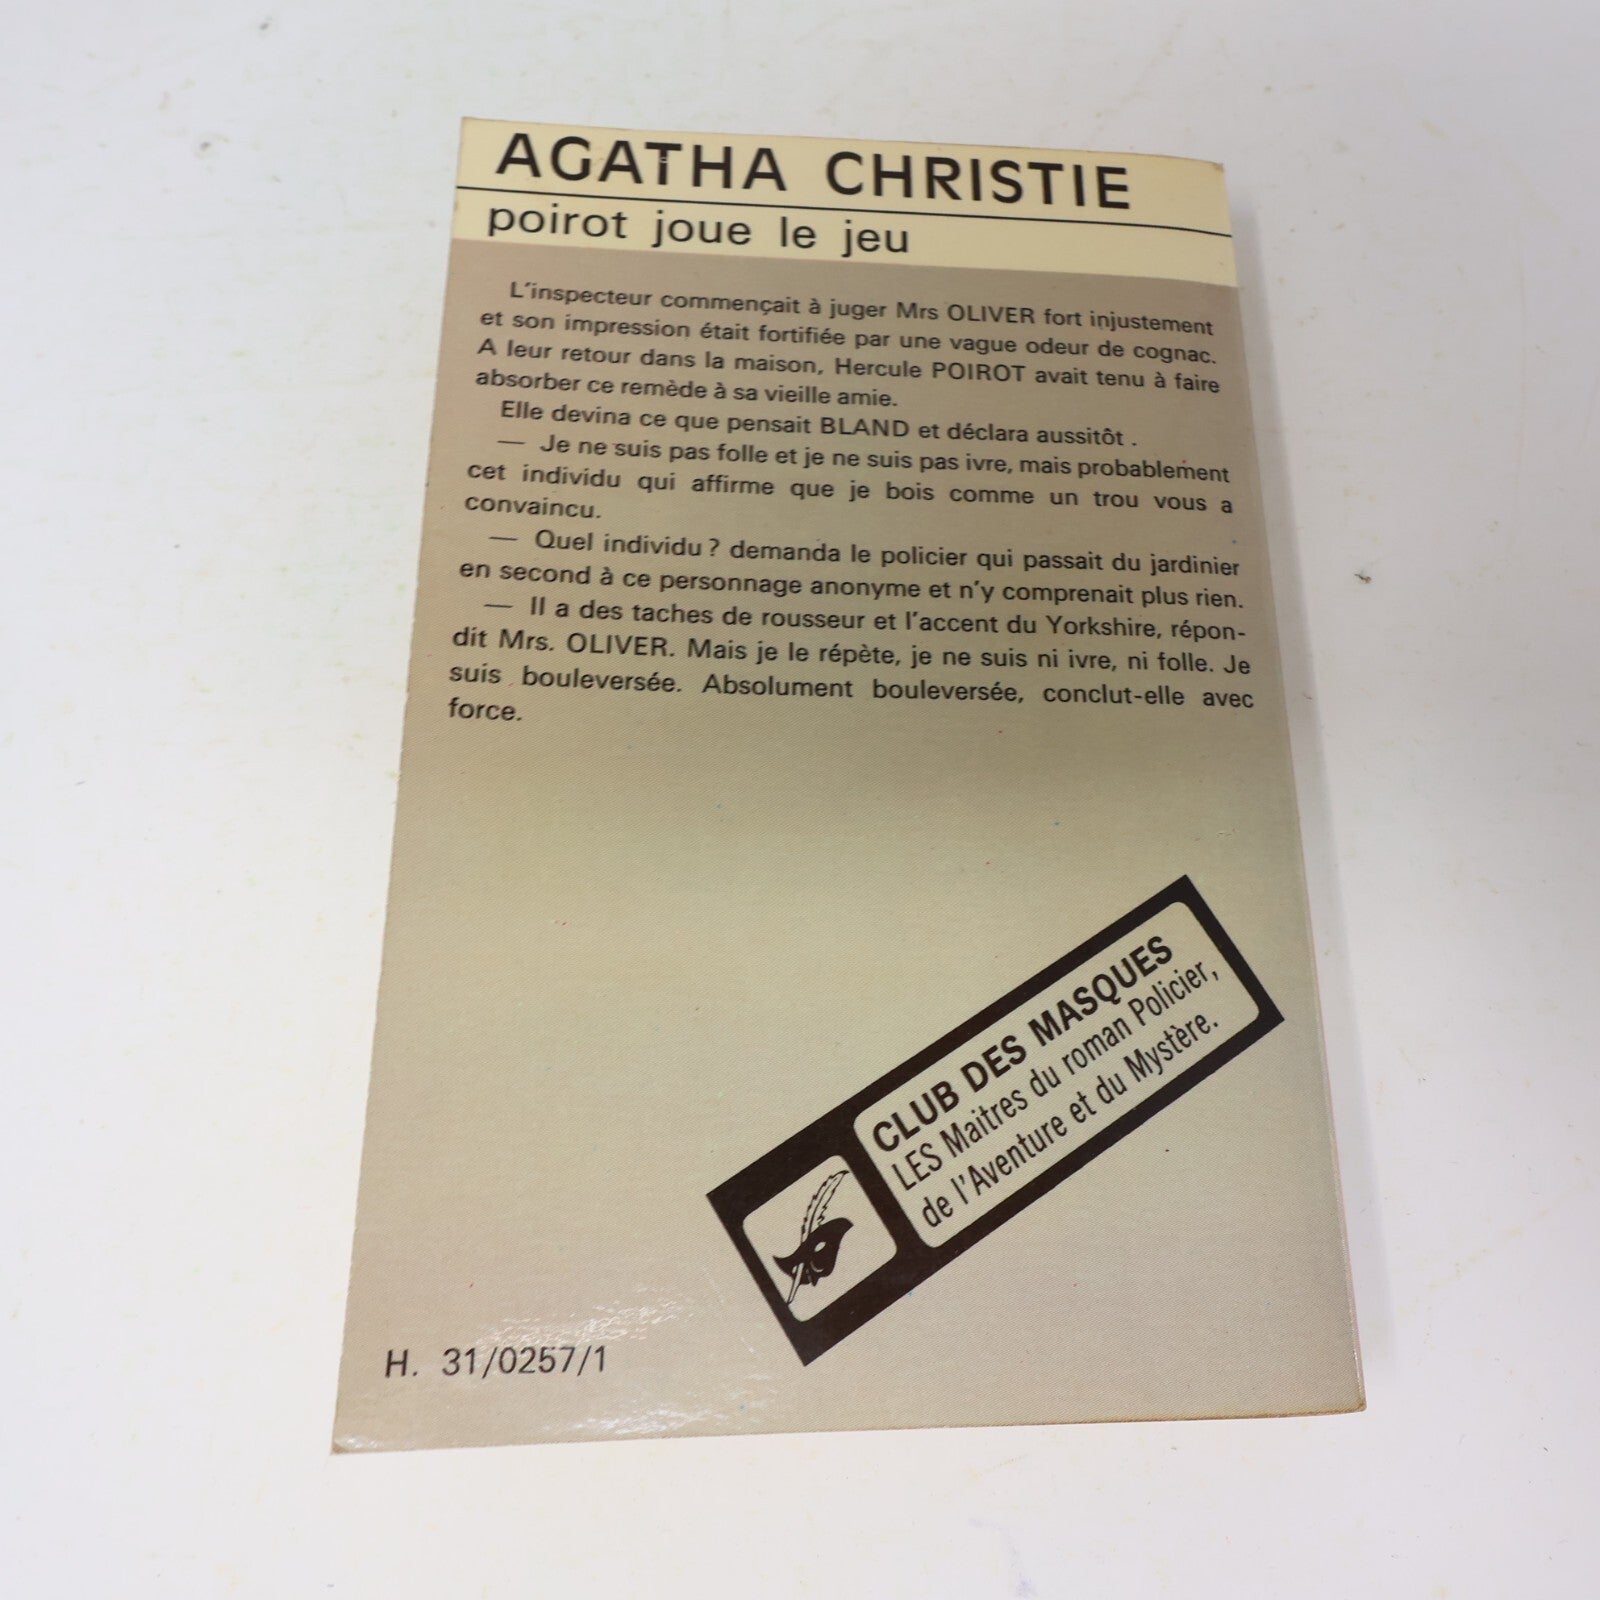 AGATHA CHRISTIE
poirot joue le jeu
L'inspecteur commençait à juger Mrs OLIVER fort injustement
et son impression était fortifiée par une vague odeur de cognac.
A leur retour dans la maison, Hercule POIROT avait tenu à faire
absorber ce remède à sa vieille amie.
Elle devina ce que pensait BLAND et déclara aussitôt .
— Je ne suis pas folle et je ne suis pas ivre, mais probablement
cet individu qui affirme que je bois comme un trou vous a
convaincu.
— Quel individu ? demanda le policier qui passait du jardinier
en second à ce personnage anonyme et n'y comprenait plus rien.
— Il a des taches de rousseur et l'accent du Yorkshire, répon-
dit Mrs. OLIVER. Mais je le répète, je ne suis ni ivre, ni folle. Je
suis bouleversée. Absolument bouleversée, conclut-elle avec
force.
CLUB DES MASQUES
LES Maitres du roman Policier,
de l'Aventure et du Mystère.
H. 31/0257/1